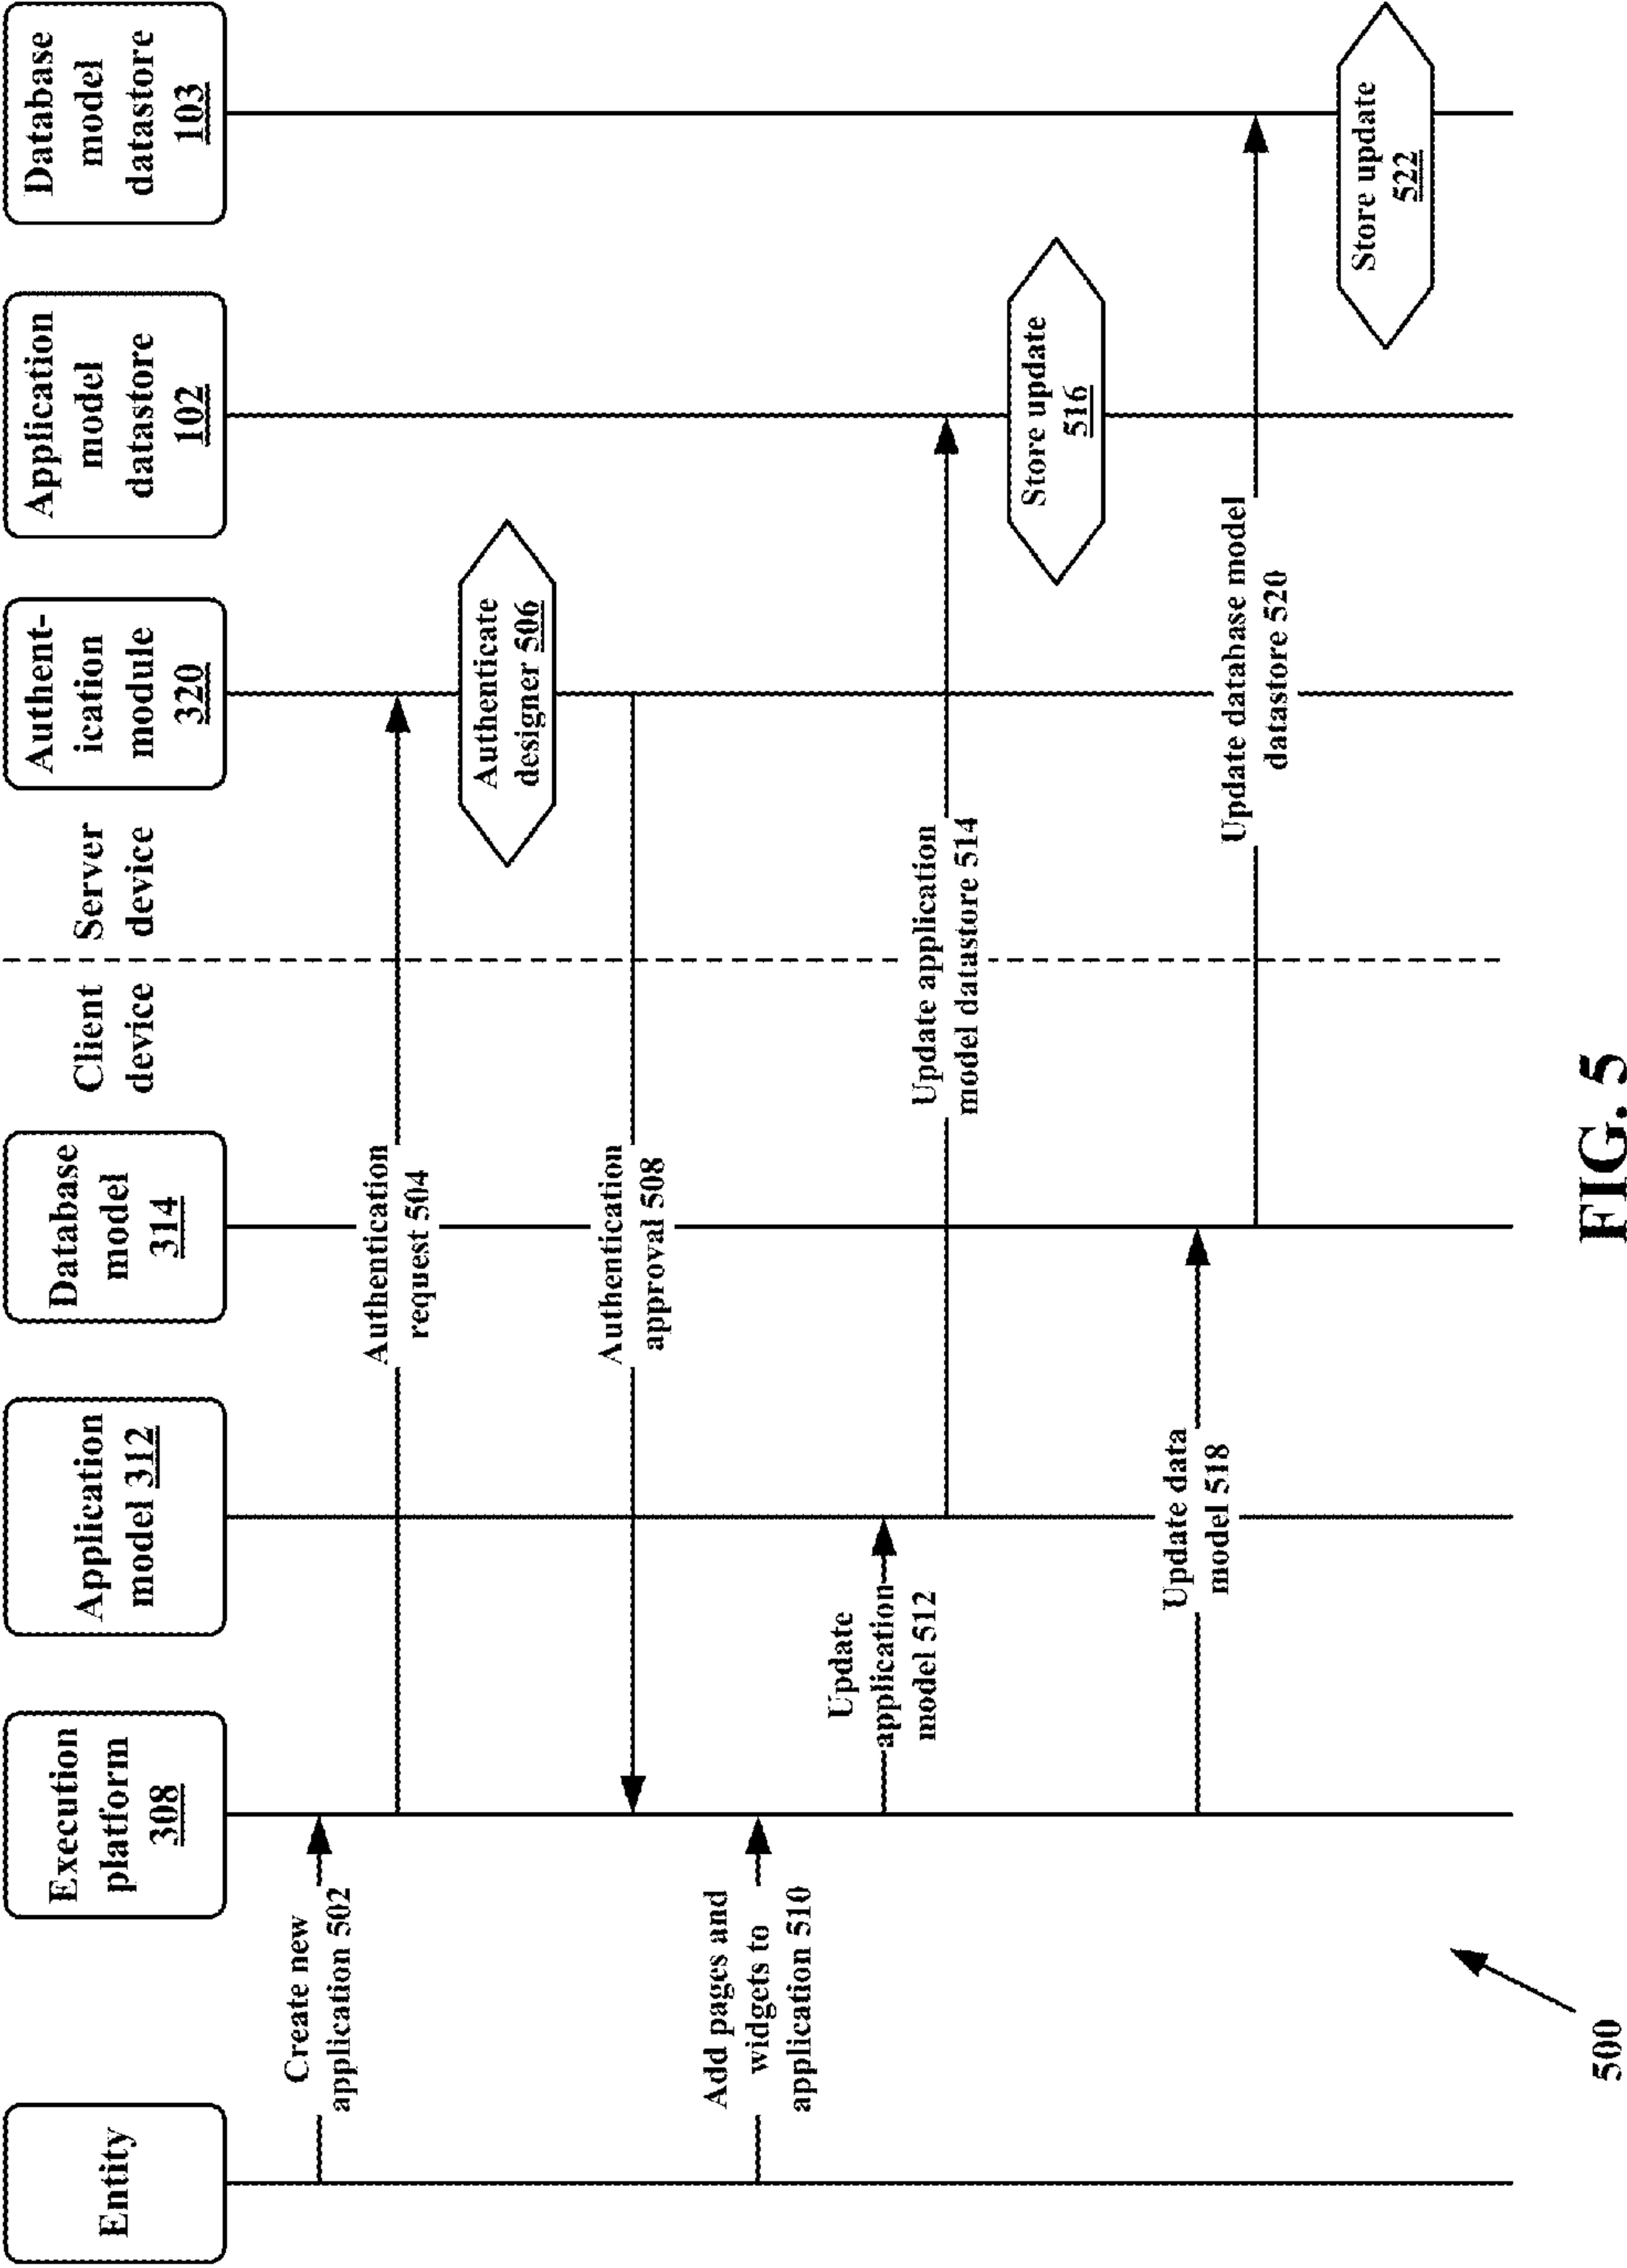 Entity
Execution
platform
308
Application
model 312
Database
model
314
Client
device
Server
device
Authent-
ication
module
320
Application
model
datastore
102
Database
model
datastore
103
Create new
application 502
Authentication
request 504
Authenticate
designer 506
Authentication
approval 508
Add pages and
widgets to
application 510
Update
application
model 512
Update application
model datastore 514
Store update
516
Update data
model 518
Update database model
datastore 520
Store update
522
500
FIG. 5